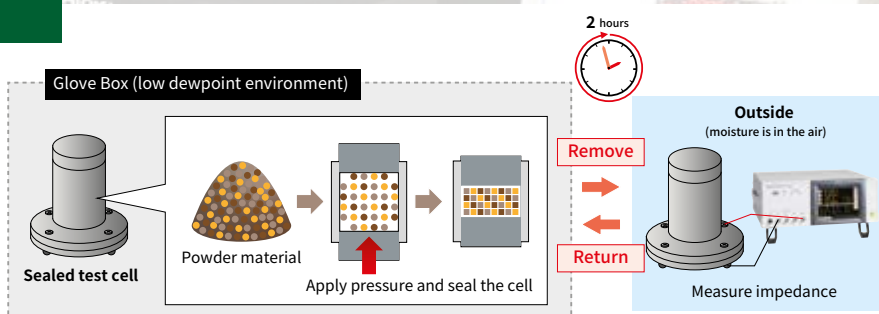 2 hours
Glove Box (low dewpoint environment)
Outside
(moisture is in the air)
Remove
Powder material
Return
Sealed test cell
Apply pressure and seal the cell
Measure impedance